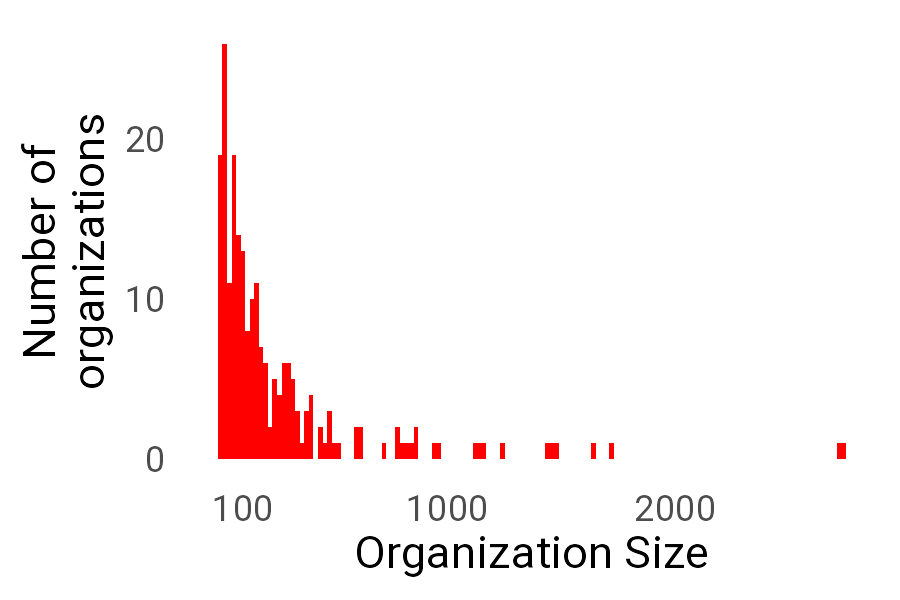 Number of
organizations
20
10
0
100 1000 2000
Organization Size